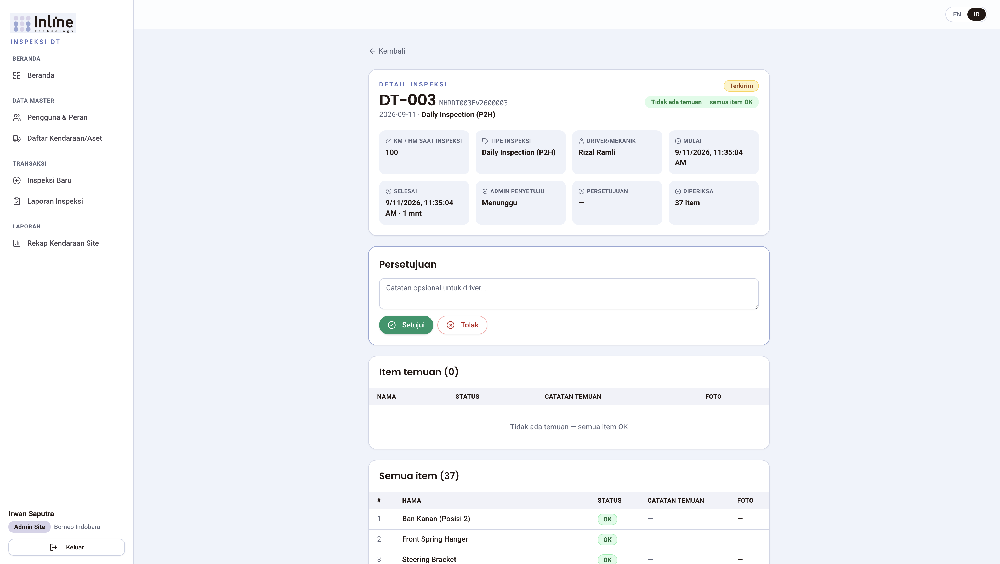 Inline
Technology
INSPEKSI DT
BERANDA
Beranda
DATA MASTER
Pengguna & Peran
Daftar Kendaraan/Aset
TRANSAKSI
Inspeksi Baru
Laporan Inspeksi
LAPORAN
Rekap Kendaraan Site
Irwan Saputra
Admin Site Borneo Indobara
Keluar
EN ID
Kembali
DETAIL INSPEKSI
Terkirim
DT-003 MHRDT003EV2600003
Tidak ada temuan — semua item OK
2026-09-11 · Daily Inspection (P2H)
KM / HM SAAT INSPEKSI
100
TIPE INSPEKSI
Daily Inspection (P2H)
DRIVER/MEKANIK
Rizal Ramli
MULAI
9/11/2026, 11:35:04
AM
SELESAI
9/11/2026, 11:35:04
AM · 1 mnt
ADMIN PENYETUJU
Menunggu
PERSETUJUAN
—
DIPERIKSA
37 item
Persetujuan
Catatan opsional untuk driver...
Setujui Tolak
Item temuan (0)
NAMA STATUS CATATAN TEMUAN FOTO
Tidak ada temuan — semua item OK
Semua item (37)
# NAMA STATUS CATATAN TEMUAN FOTO
1 Ban Kanan (Posisi 2) OK — —
2 Front Spring Hanger OK — —
3 Steering Bracket OK — —